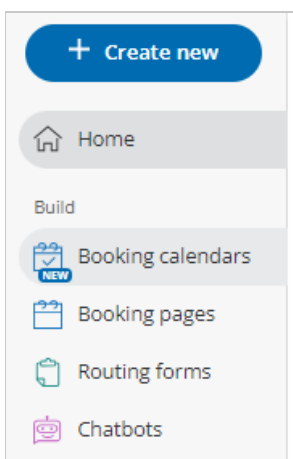 + Create new
Home
Build
Booking calendars
NEW
Booking pages
Routing forms
Chatbots